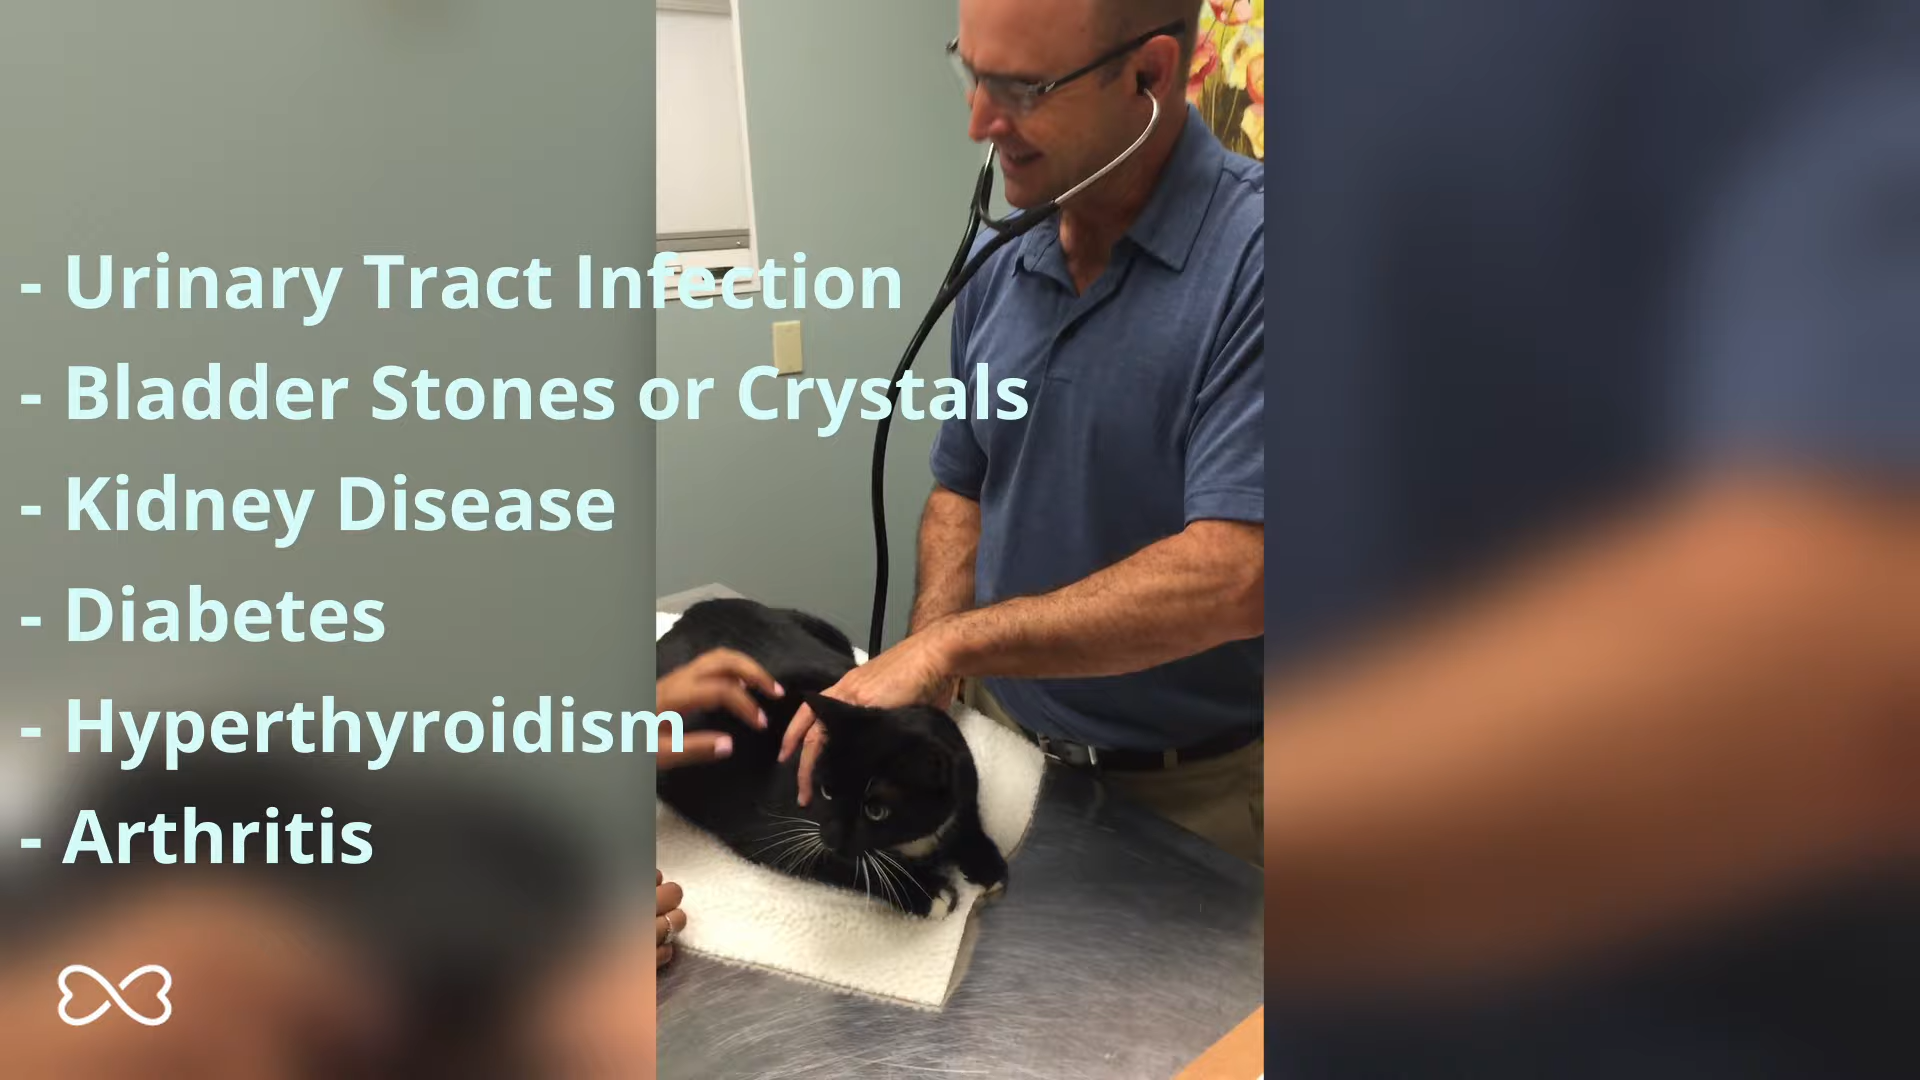 - Urinary Tract Infection
- Bladder Stones or Crystals
- Kidney Disease
- Diabetes
- Hyperthyroidism
- Arthritis